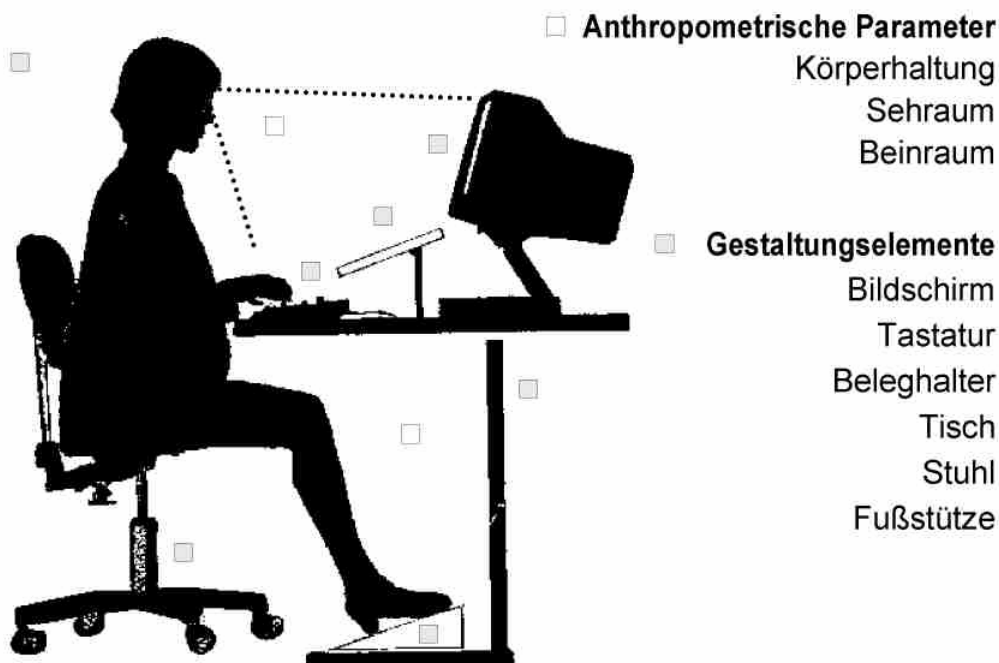 Anthropometrische Parameter
Körperhaltung
Sehraum
Beinraum
Gestaltungselemente
Bildschirm
Tastatur
Beleghalter
Tisch
Stuhl
Fußstütze